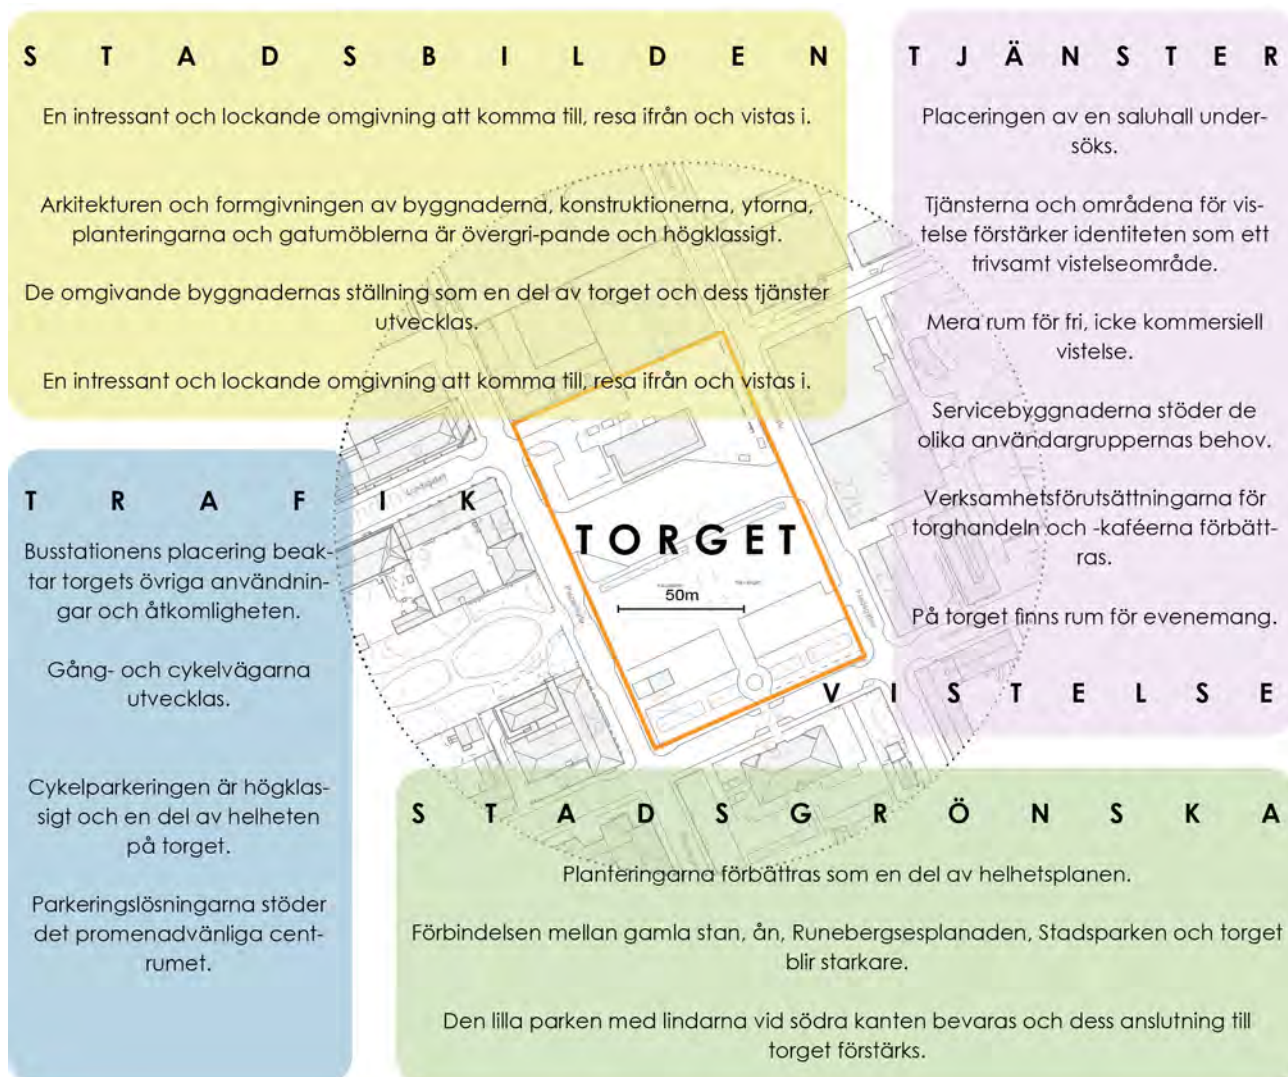 STADSBILDEN
En intressant och lockande omgivning att komma till, resa ifrån och vistas i.
Arkitekturen och formgivningen av byggnaderna, konstruktionerna, ytorna,
planteringarna och gatumöblerna är övergri-pande och högklassigt.
De omgivande byggnadernas ställning som en del av torget och dess tjänster
utvecklas.
En intressant och lockande omgivning att komma till, resa ifrån och vistas i.
TJÄNSTER
Placeringen av en saluhall under-
söks.
Tjänsterna och områdena för vis-
telse förstärker identiteten som ett
trivsamt vistelseområde.
Mera rum för fri, icke kommersiell
vistelse.
Servicebyggnaderna stöder de
olika användargruppernas behov.
Verksamhetsförutsättningarna för
torghandeln och -kaféerna förbätt-
ras.
På torget finns rum för evenemang.
VISTELSE
TRAFIK
Busstationens placering beak-
tar torgets övriga användnin-
gar och åtkomligheten.
Gång- och cykelvägarna
utvecklas.
Cykelparkeringen är högklas-
sigt och en del av helheten
på torget.
Parkeringslösningarna stöder
det promenadvänliga cent-
rumet.
TORGET
50m
STADSGRÖNSKA
Planteringarna förbättras som en del av helhetsplanen.
Förbindelsen mellan gamla stan, ån, Runebergsesplanaden, Stadsparken och torget
blir starkare.
Den lilla parken med lindarna vid södra kanten bevaras och dess anslutning till
torget förstärks.